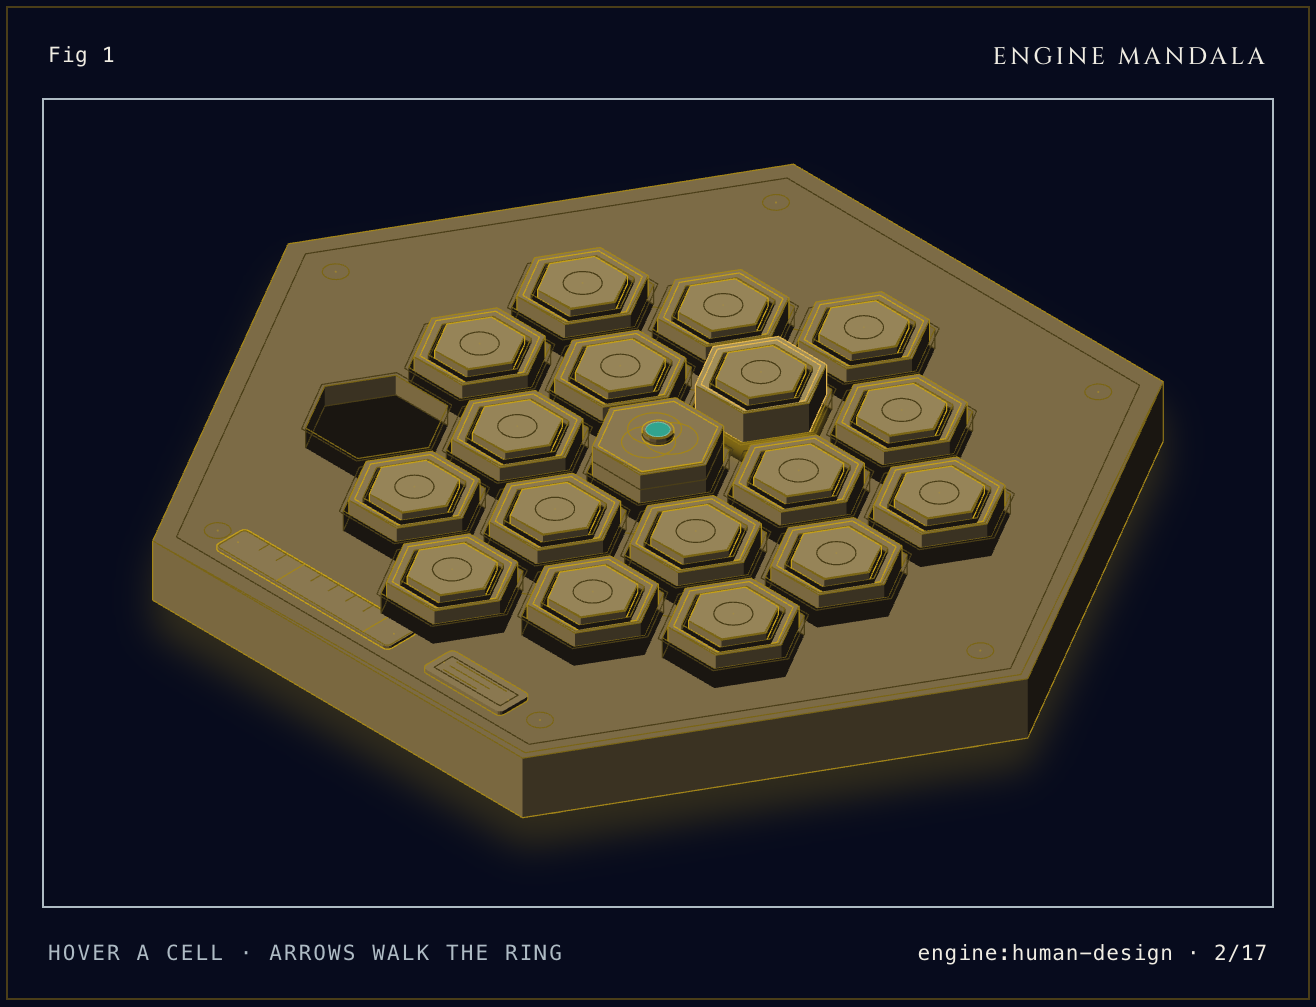 Fig 1
ENGINE MANDALA
HOVER A CELL · ARROWS WALK THE RING
engine:human-design · 2/17